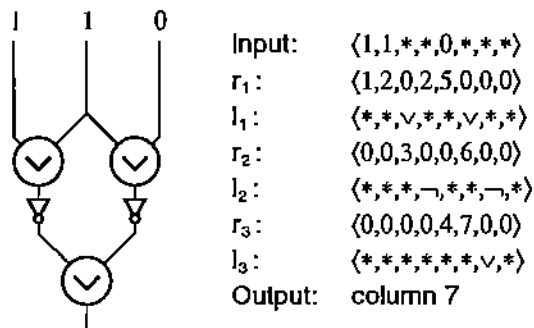 1 1 0
Input: ⟨1,1,*,*,0,*,*,*⟩
r₁: ⟨1,2,0,2,5,0,0,0⟩
l₁: ⟨*,*,∨,*,*,∨,*,*⟩
r₂: ⟨0,0,3,0,0,6,0,0⟩
l₂: ⟨*,*,*,¬,*,*,¬,*⟩
r₃: ⟨0,0,0,0,4,7,0,0⟩
l₃: ⟨*,*,*,*,*,*,∨,*⟩
Output: column 7
∨ ∨
∨